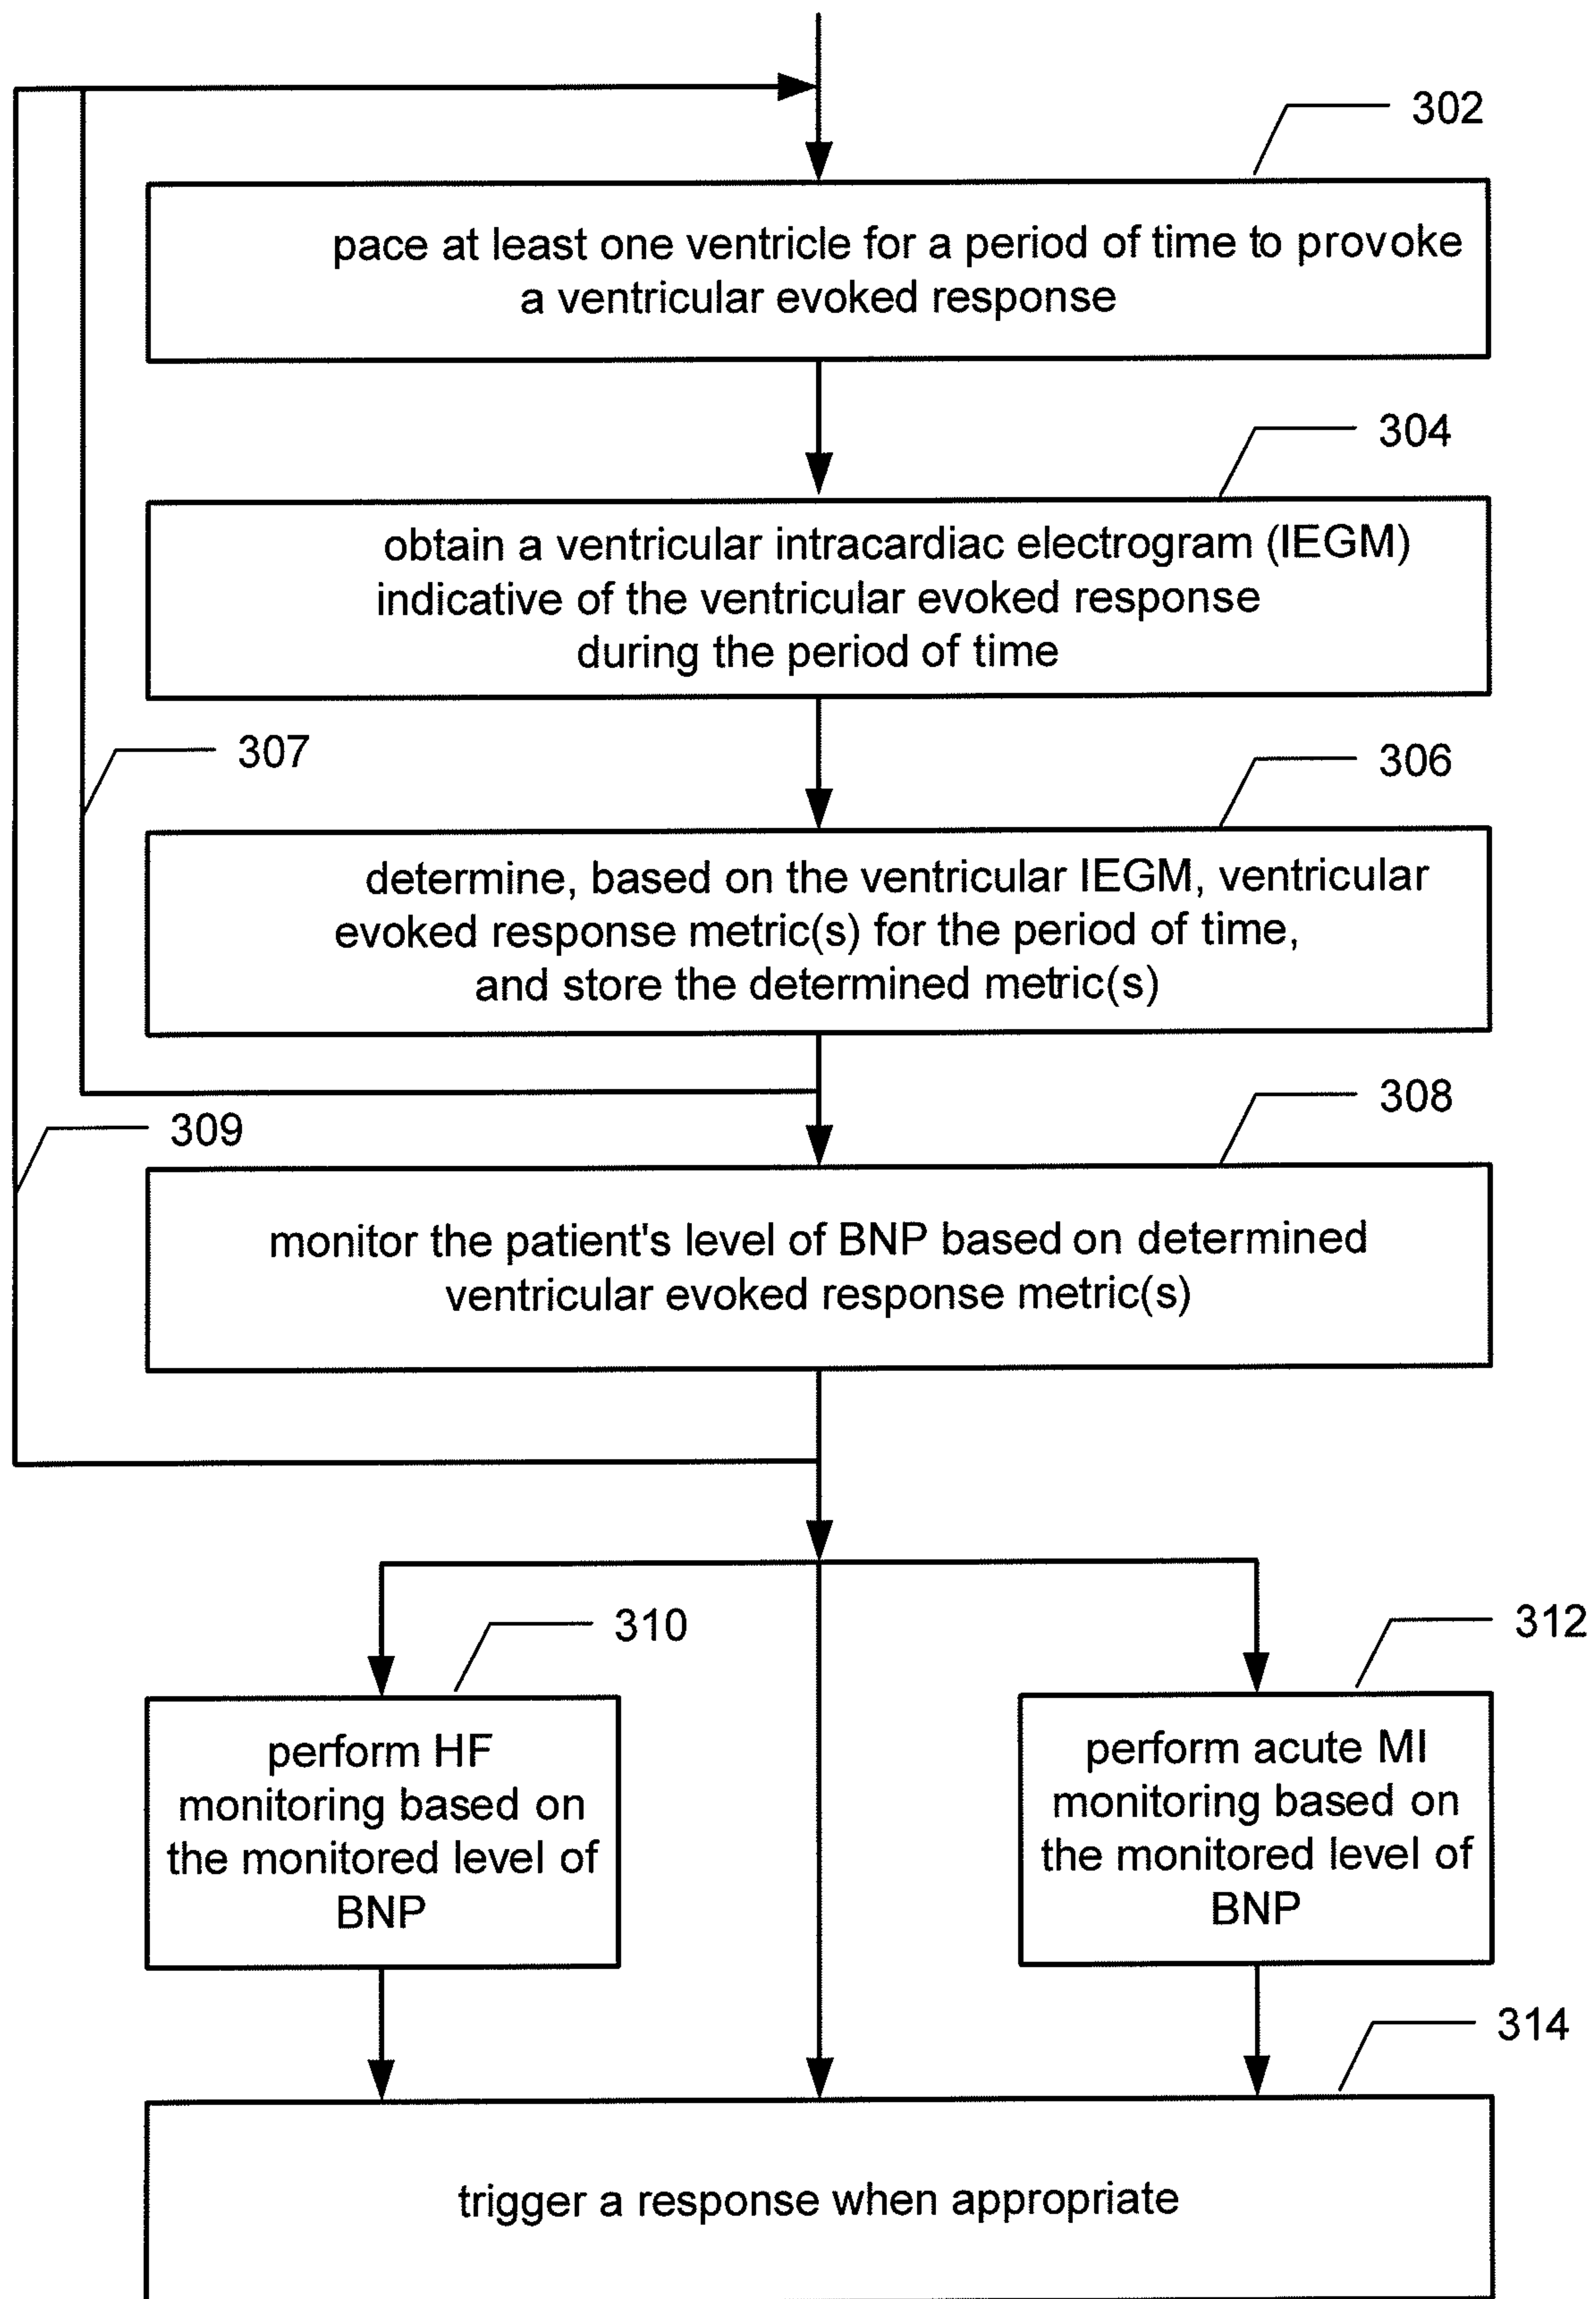 302
pace at least one ventricle for a period of time to provoke
a ventricular evoked response
304
obtain a ventricular intracardiac electrogram (IEGM)
indicative of the ventricular evoked response
during the period of time
307
306
determine, based on the ventricular IEGM, ventricular
evoked response metric(s) for the period of time,
and store the determined metric(s)
309
308
monitor the patient's level of BNP based on determined
ventricular evoked response metric(s)
310
312
perform HF
monitoring based on
the monitored level of
BNP
perform acute MI
monitoring based on
the monitored level of
BNP
314
trigger a response when appropriate